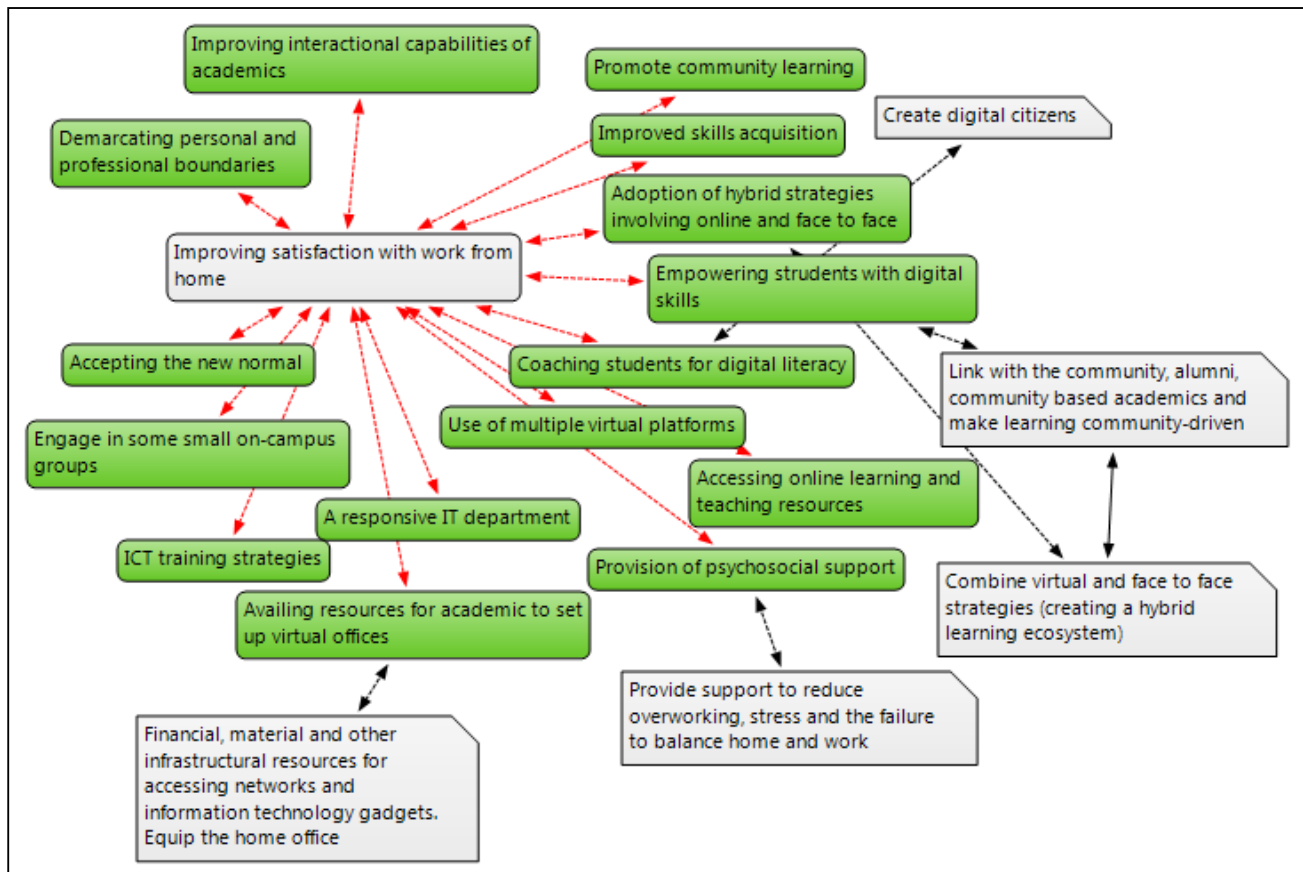 Improving interactional capabilities of
academics
Promote community learning
Create digital citizens
Demarcating personal and
professional boundaries
Improved skills acquisition
Adoption of hybrid strategies
involving online and face to face
Improving satisfaction with work from
home
Empowering strudents with digital
skills
Accepting the new normal
Coaching students for digital literacy
Link with the community, alumni,
community based academics and
make learning community-driven
Engage in some small on-campus
groups
Use of multiple virtual platforms
Accessing online learning and
teaching resources
A responsive IT department
ICT training strategies
Provision of psychosocial support
Combine virtual and face to face
strategies (creating a hybrid
learning ecosystem)
Availing resources for academic to set
up virtual offices
Provide support to reduce
overworking, stress and the failure
to balance home and work
Financial, material and other
infrastructural resources for
accessing networks and
information technology gadgets.
Equip the home office